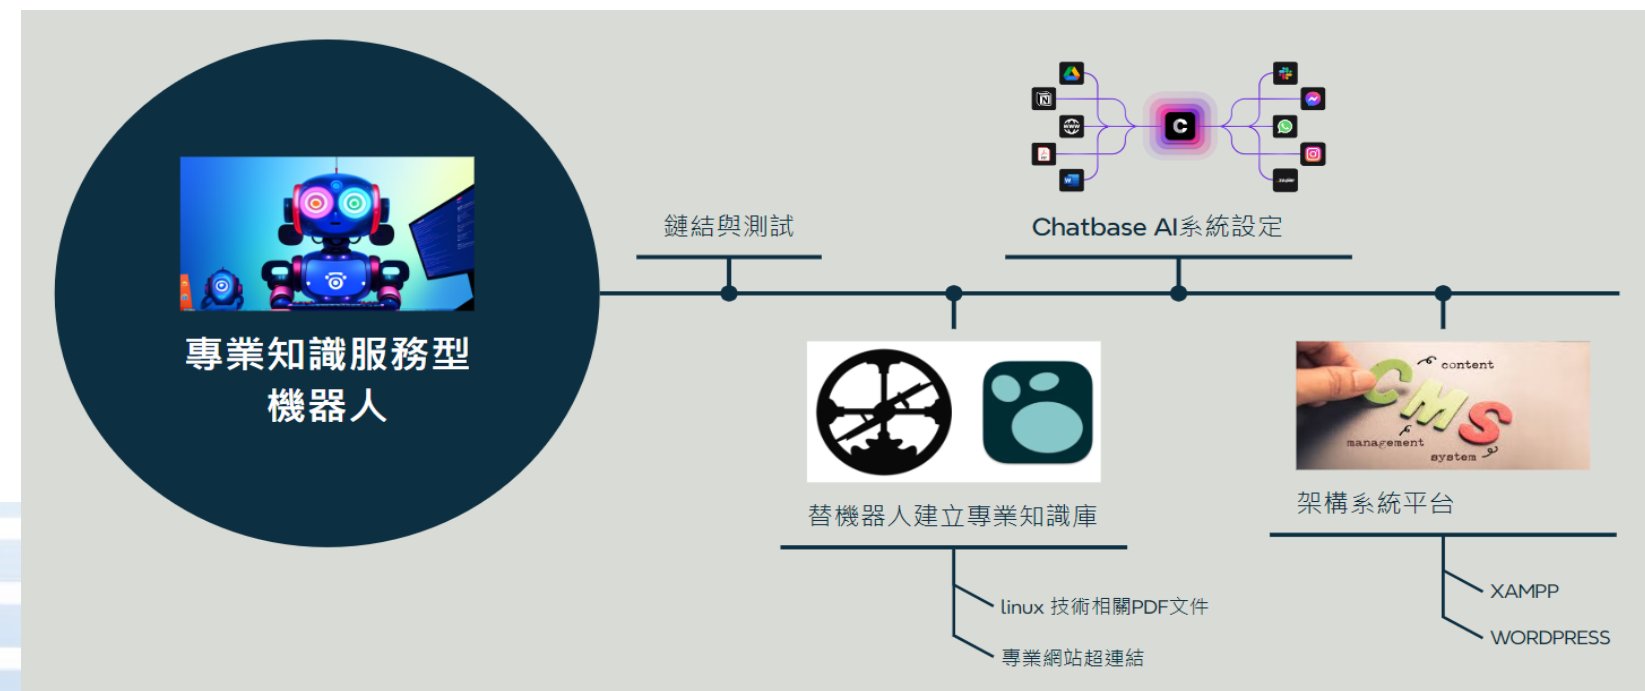 專業知識服務型
機器人
鏈結與測試
Chatbase AI系統設定
WWW
C
N
W
替機器人建立專業知識庫
linux 技術相關PDF文件
專業網站超連結
content
CMS
management
system
架構系統平台
XAMPP
WORDPRESS